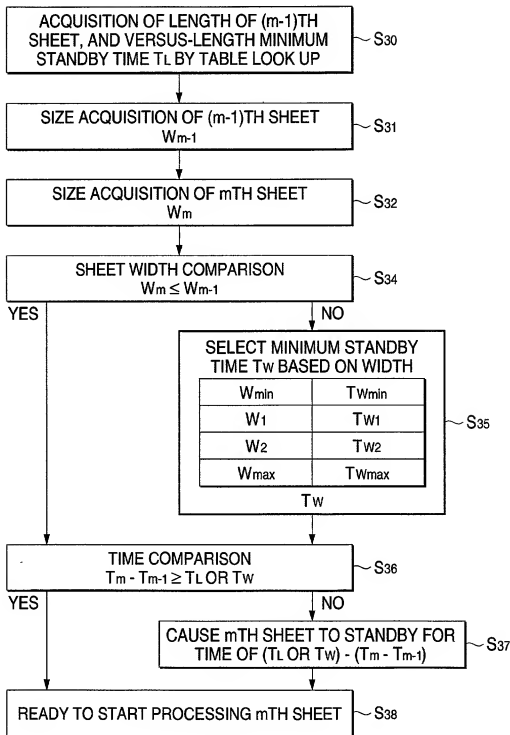 ACQUISITION OF LENGTH OF (m-1)TH
SHEET, AND VERSUS-LENGTH MINIMUM
STANDBY TIME TL BY TABLE LOOK UP
S30
SIZE ACQUISITION OF (m-1)TH SHEET
Wm-1
S31
SIZE ACQUISITION OF mTH SHEET
Wm
S32
SHEET WIDTH COMPARISON
Wm ≤ Wm-1
S34
YES
NO
SELECT MINIMUM STANDBY
TIME TW BASED ON WIDTH
Wmin TWmin
W1 TW1
W2 TW2
Wmax TWmax
TW
S35
TIME COMPARISON
Tm - Tm-1 ≥ TL OR TW
S36
YES
NO
CAUSE mTH SHEET TO STANDBY FOR
TIME OF (TL OR TW) - (Tm - Tm-1)
S37
READY TO START PROCESSING mTH SHEET
S38